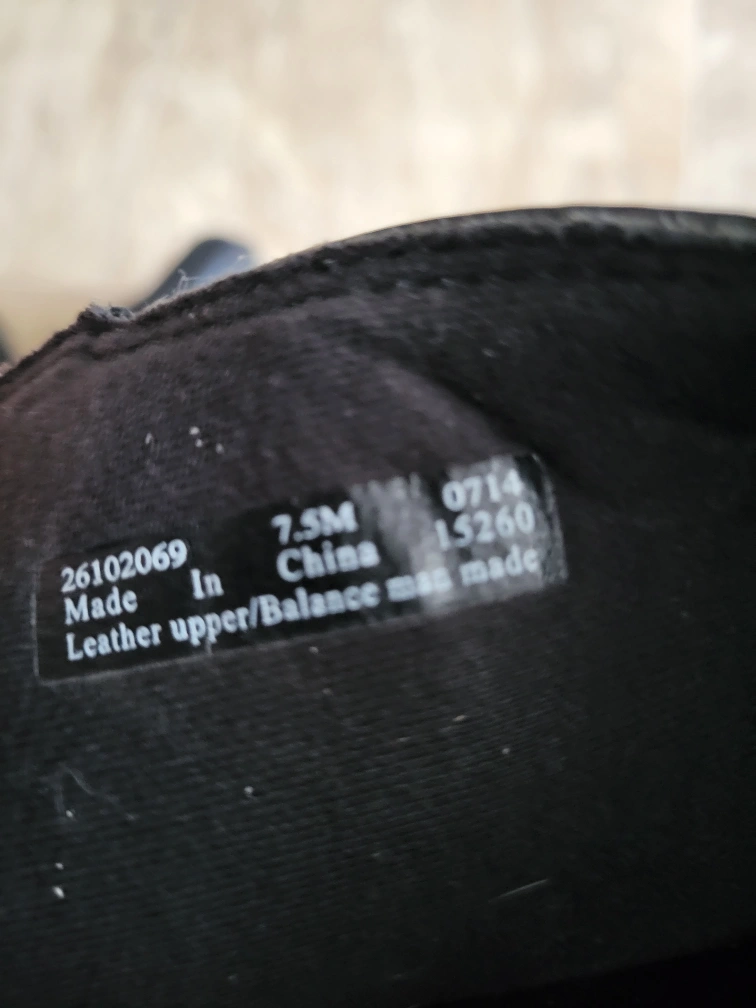 26102069 7.5M 0714
Made In China 15260
Leather upper/Balance man made